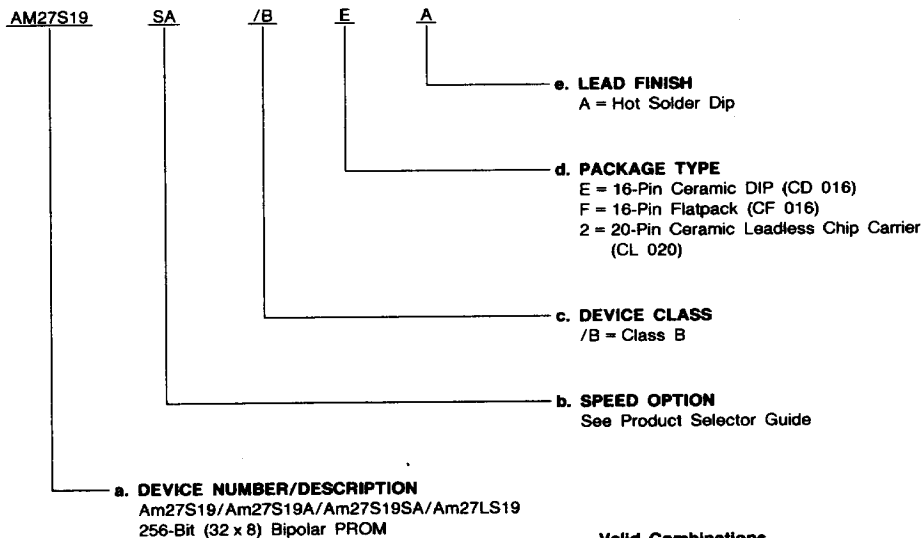 AM27S19 SA /B E A
e. LEAD FINISH
A = Hot Solder Dip
d. PACKAGE TYPE
E = 16-Pin Ceramic DIP (CD 016)
F = 16-Pin Flatpack (CF 016)
2 = 20-Pin Ceramic Leadless Chip Carrier
(CL 020)
c. DEVICE CLASS
/B = Class B
b. SPEED OPTION
See Product Selector Guide
a. DEVICE NUMBER/DESCRIPTION
Am27S19/Am27S19A/Am27S19SA/Am27LS19
256-Bit (32 x 8) Bipolar PROM
Valid Combinations